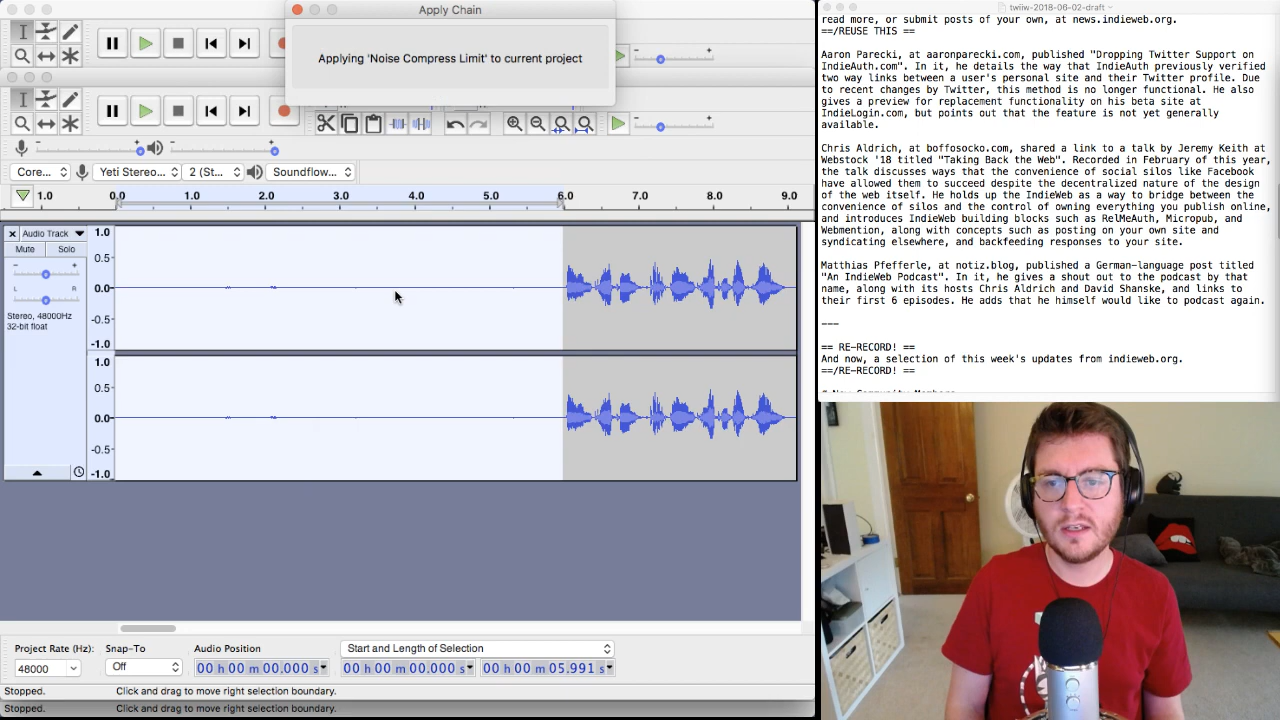 Apply Chain
Applying 'Noise Compress Limit' to current project
Core...
Yeti Stereo...
2 (St...
Soundflow...
1.0 0.0 1.0 2.0 3.0 4.0 5.0 6.0 7.0 8.0 9.0
Audio Track
Mute Solo
- +
L R
Stereo, 48000Hz
32-bit float
1.0
0.5
0.0
-0.5
-1.0
1.0
0.5
0.0
-0.5
-1.0
Project Rate (Hz):
48000
Snap-To
Off
Audio Position
00 h 00 m 00.000 s
Start and Length of Selection
00 h 00 m 00.000 s
00 h 00 m 05.991 s
Stopped.
Click and drag to move right selection boundary.
Stopped.
Click and drag to move right selection boundary.
twiiw-2018-06-02-draft
read more, or submit posts of your own, at news.indieweb.org.
==/REUSE THIS ==
Aaron Parecki, at aaronparecki.com, published "Dropping Twitter Support on
IndieAuth.com". In it, he details the way that IndieAuth previously verified
two way links between a user's personal site and their Twitter profile. Due
to recent changes by Twitter, this method is no longer functional. He also
gives a preview for replacement functionality on his beta site at
IndieLogin.com, but points out that the feature is not yet generally
available.
Chris Aldrich, at boffosocko.com, shared a link to a talk by Jeremy Keith at
Webstock '18 titled "Taking Back the Web". Recorded in February of this year,
the talk discusses ways that the convenience of social silos like Facebook
have allowed them to succeed despite the decentralized nature of the design
of the web itself. He holds up the IndieWeb as a way to bridge between the
convenience of silos and the control of owning everything you publish online,
and introduces IndieWeb building blocks such as RelMeAuth, Micropub, and
Webmention, along with concepts such as posting on your own site and
syndicating elsewhere, and backfeeding responses to your site.
Matthias Pfefferle, at notiz.blog, published a German-language post titled
"An IndieWeb Podcast". In it, he gives a shout out to the podcast by that
name, along with its hosts Chris Aldrich and David Shanske, and links to
their first 6 episodes. He adds that he himself would like to podcast again.
---
== RE-RECORD! ==
And now, a selection of this week's updates from indieweb.org.
==/RE-RECORD! ==